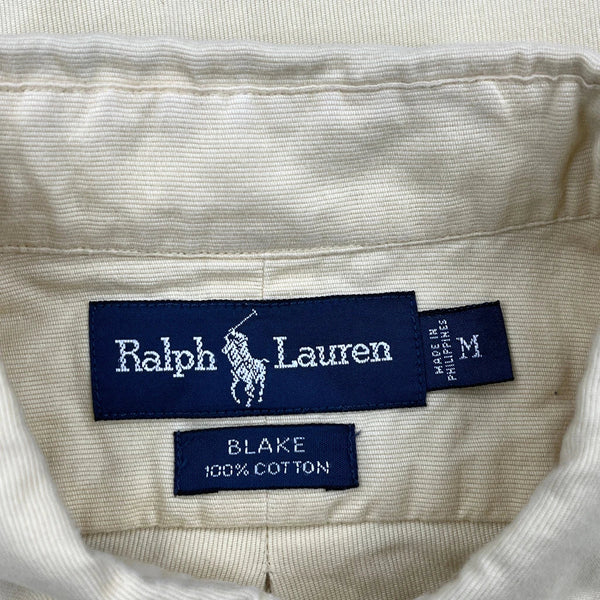 Ralph Lauren
MADE IN
PHILIPPINES
M
BLAKE
100% COTTON